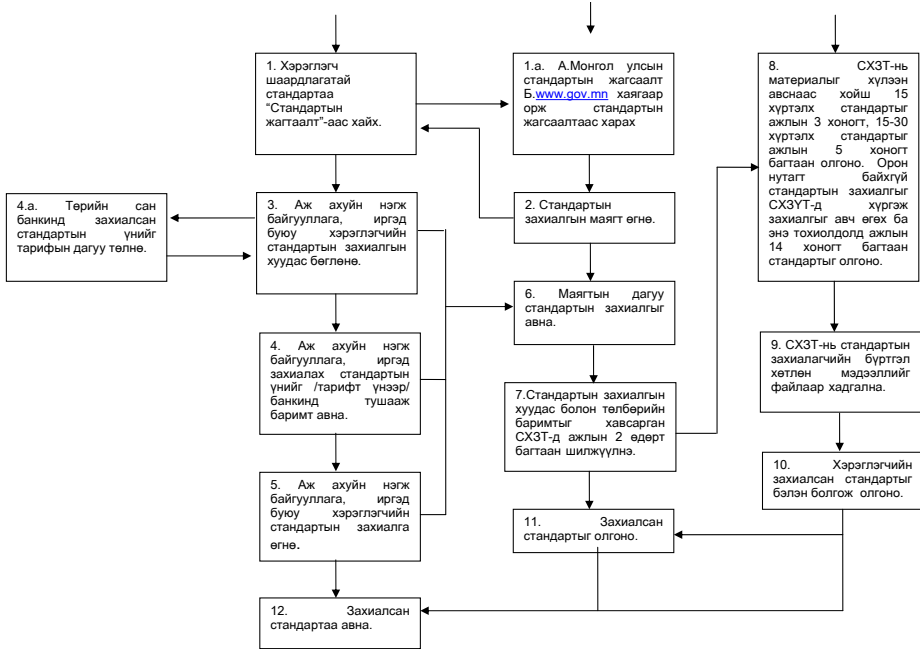 1. Хэрэглэгч
шаардлагатай
стандартаа
“Стандартын
жагтаалт”-аас хайх.
1.а. А.Монгол улсын
стандартын жагсаалт
Б.www.gov.mn хаягаар
орж стандартын
жагсаалтаас харах
8. СХЗТ-нь
материалыг хүлээн
авснаас хойш 15
хүртэлх стандартыг
ажлын 3 хоногт, 15-30
хүртэлх стандартыг
ажлын 5 хоногт
багтаан олгоно. Орон
нутагт байхгүй
стандартын захиалгыг
СХЗҮТ-д хүргэж
захиалгыг авч өгөх ба
энэ тохиолдолд ажлын
14 хоногт багтаан
стандартыг олгоно.
4.а. Төрийн сан
банкинд захиалсан
стандартын үнийг
тарифын дагуу төлнө.
3. Аж ахуйн нэгж
байгууллага, иргэд
буюу хэрэглэгчийн
стандартын захиалгын
хуудас бөглөнө.
2. Стандартын
захиалгын маягт өгнө.
6. Маягтын дагуу
стандартын захиалгыг
авна.
4. Аж ахуйн нэгж
байгууллага, иргэд
захиалах стандартын
үнийг /тарифт үнээр/
банкинд тушааж
баримт авна.
9. СХЗТ-нь стандартын
захиалагчийн бүртгэл
хөтлөн мэдээллийг
файлаар хадгална.
7.Стандартын захиалгын
хуудас болон төлбөрийн
баримтыг хавсарган
СХЗТ-д ажлын 2 өдөрт
багтаан шилжүүлнэ.
10. Хэрэглэгчийн
захиалсан стандартыг
бэлэн болгож олгоно.
5. Аж ахуйн нэгж
байгууллага, иргэд
буюу хэрэглэгчийн
стандартын захиалга
өгнө.
11. Захиалсан
стандартыг олгоно.
12. Захиалсан
стандартаа авна.